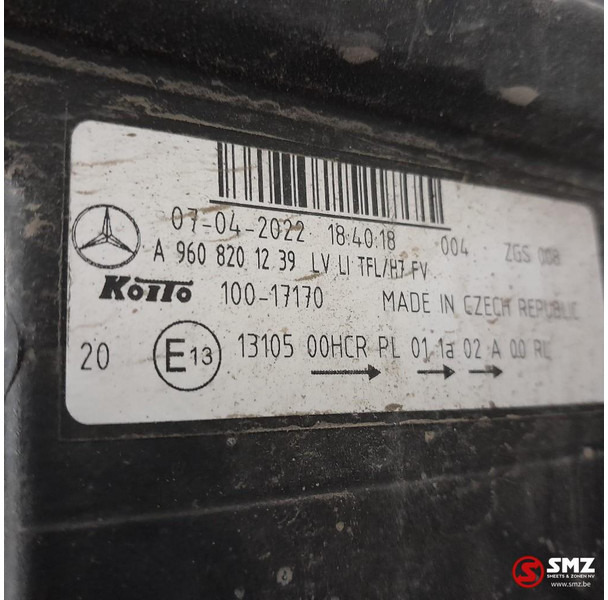 07-04-2022 18:40:18 004 ZGS 008
A 960 820 12 39 LV LI TFL/H7 FV
KOITO 100-17170 MADE IN CZECH REPUBLIC
20 E13 13105 00HCR PL 01 1a 02 A 00 RL
SMZ
SHEETS & ZONEN NV
www.smz.be